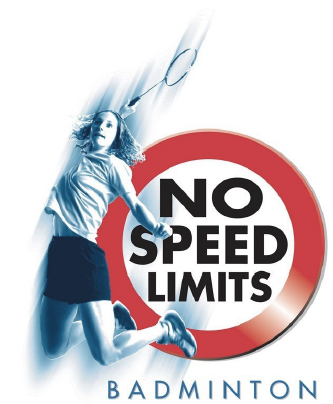 NO
SPEED
LIMITS
BADMINTON